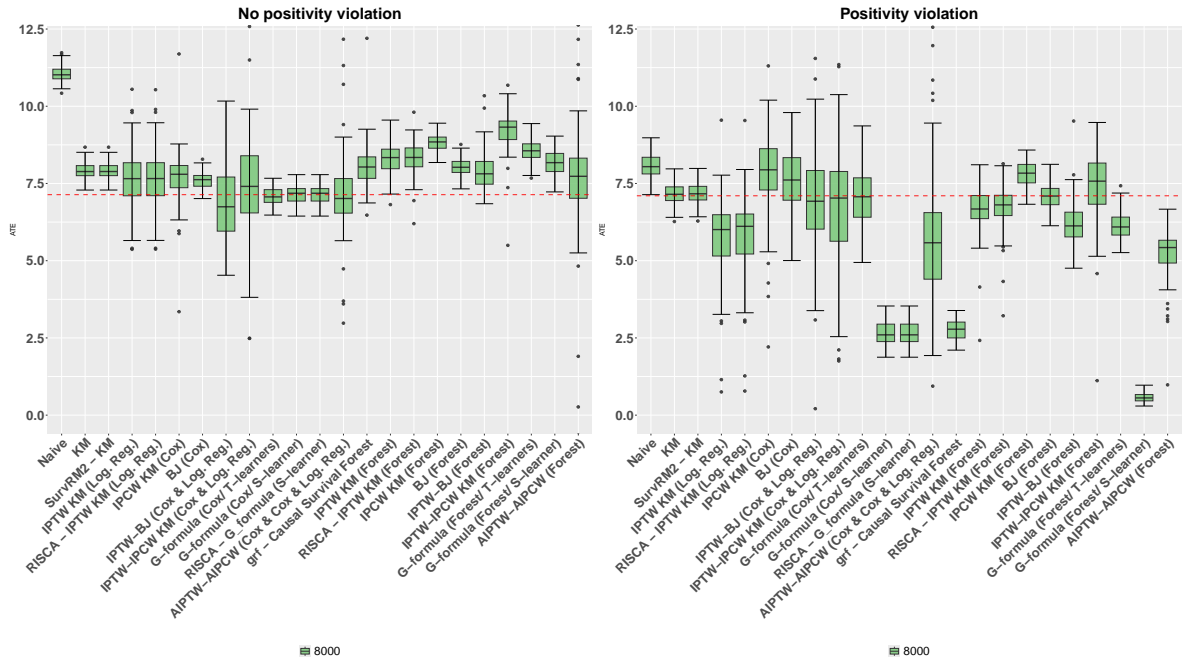 No positivity violation
12.5
10.0
7.5
5.0
2.5
0.0
ATE
Naive
KM
SurvRM2 − KM
IPTW KM (Log. Reg.)
RISCA − IPTW KM (Log. Reg.)
IPCW KM (Cox)
BJ (Cox)
IPTW−BJ (Cox & Log. Reg.)
IPTW−IPCW KM (Cox & Log. Reg.)
G−formula (Cox/ T−learners)
G−formula (Cox/ S−learner)
RISCA − G_formula (S−learner)
AIPTW−AIPCW (Cox & Cox & Log. Reg.)
grf − Causal Survival Forest
IPTW KM (Forest)
RISCA − IPTW KM (Forest)
IPCW KM (Forest)
BJ (Forest)
IPTW−BJ (Forest)
IPTW−IPCW KM (Forest)
G−formula (Forest/ T−learners)
G−formula (Forest/ S−learner)
AIPTW−AIPCW (Forest)
8000
Positivity violation
12.5
10.0
7.5
5.0
2.5
0.0
ATE
Naive
KM
SurvRM2 − KM
IPTW KM (Log. Reg.)
RISCA − IPTW KM (Log. Reg.)
IPCW KM (Cox)
BJ (Cox)
IPTW−BJ (Cox & Log. Reg.)
IPTW−IPCW KM (Cox & Log. Reg.)
G−formula (Cox/ T−learners)
G−formula (Cox/ S−learner)
RISCA − G_formula (S−learner)
AIPTW−AIPCW (Cox & Cox & Log. Reg.)
grf − Causal Survival Forest
IPTW KM (Forest)
RISCA − IPTW KM (Forest)
IPCW KM (Forest)
BJ (Forest)
IPTW−BJ (Forest)
IPTW−IPCW KM (Forest)
G−formula (Forest/ T−learners)
G−formula (Forest/ S−learner)
AIPTW−AIPCW (Forest)
8000